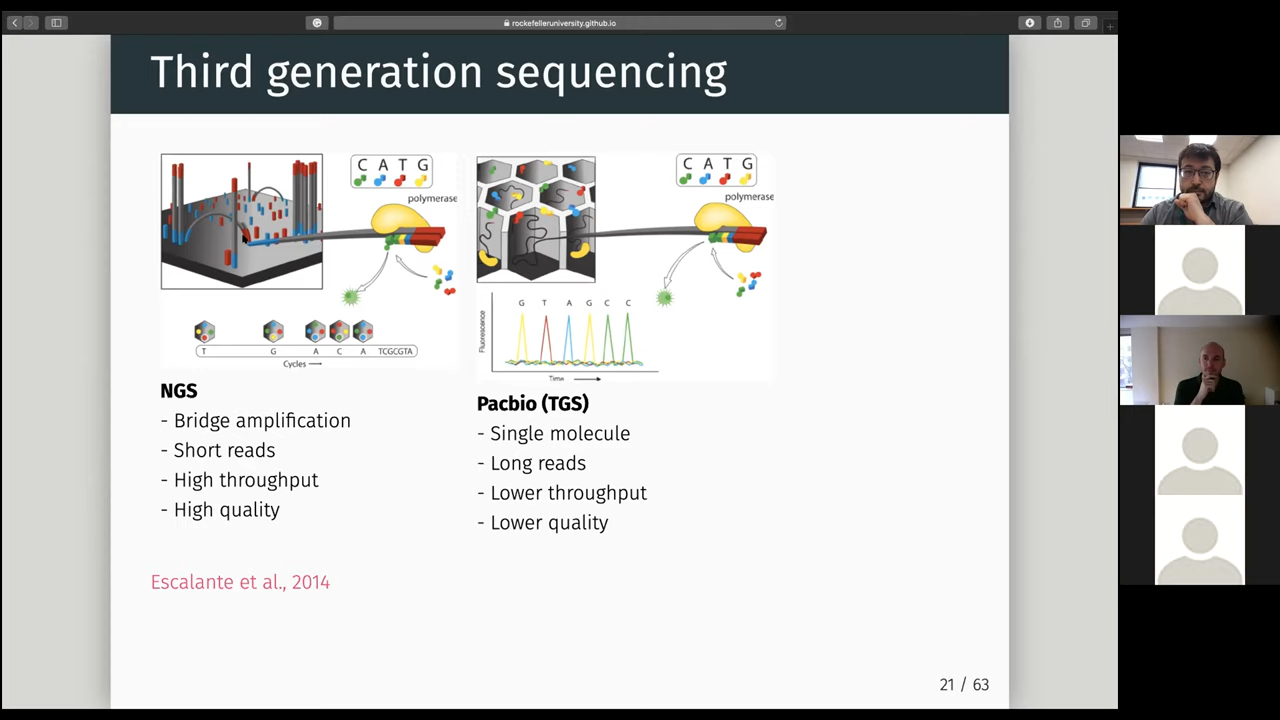 rockefelleruniversity.github.io
Third generation sequencing
C A T G
polymerase
T G A C A TCGCGTA
Cycles
NGS
- Bridge amplification
- Short reads
- High throughput
- High quality
C A T G
polymerase
G T A G C C
Fluorescence
Time
Pacbio (TGS)
- Single molecule
- Long reads
- Lower throughput
- Lower quality
Escalante et al., 2014
21 / 63